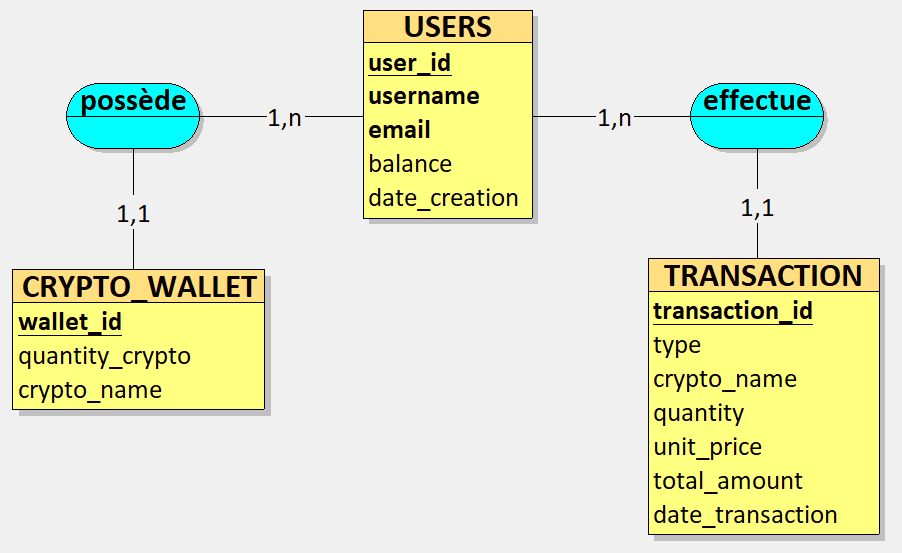 USERS
user_id
username
email
balance
date_creation
possède
1,n
1,n
effectue
1,1
1,1
CRYPTO_WALLET
wallet_id
quantity_crypto
crypto_name
TRANSACTION
transaction_id
type
crypto_name
quantity
unit_price
total_amount
date_transaction